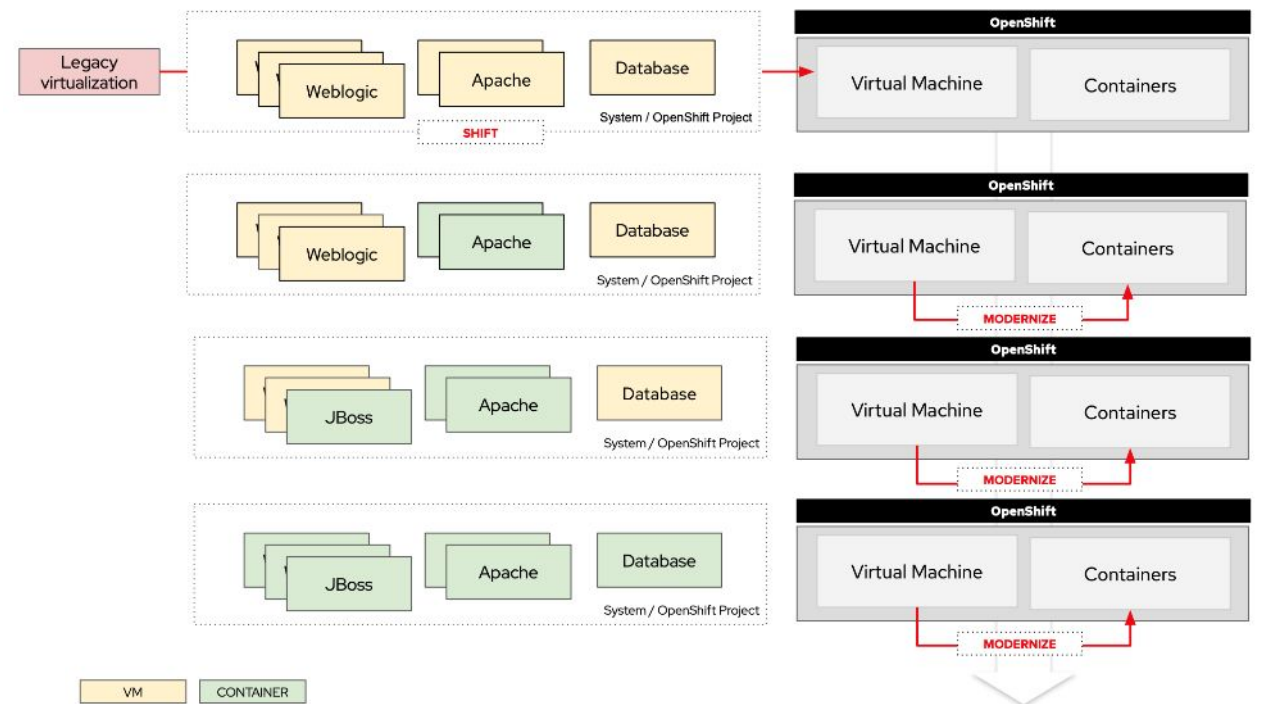 OpenShift
Legacy
virtualization
Weblogic
Apache
Database
System / OpenShift Project
SHIFT
Virtual Machine
Containers
OpenShift
Weblogic
Apache
Database
System / OpenShift Project
Virtual Machine
Containers
MODERNIZE
OpenShift
JBoss
Apache
Database
System / OpenShift Project
Virtual Machine
Containers
MODERNIZE
OpenShift
JBoss
Apache
Database
System / OpenShift Project
Virtual Machine
Containers
MODERNIZE
VM
CONTAINER